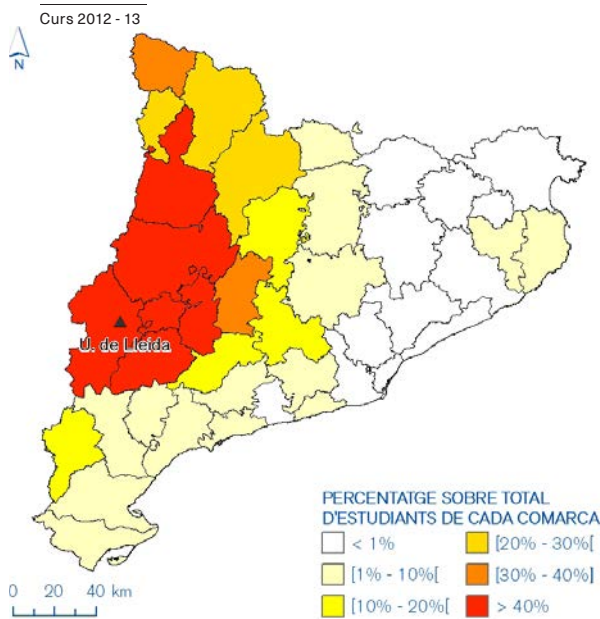 Curs 2012 - 13
N
U. de Lleida
PERCENTATGE SOBRE TOTAL
D'ESTUDIANTS DE CADA COMARCA
< 1%
[20% - 30%[
[1% - 10%[
[30% - 40%]
[10% - 20%[
> 40%
0 20 40 km